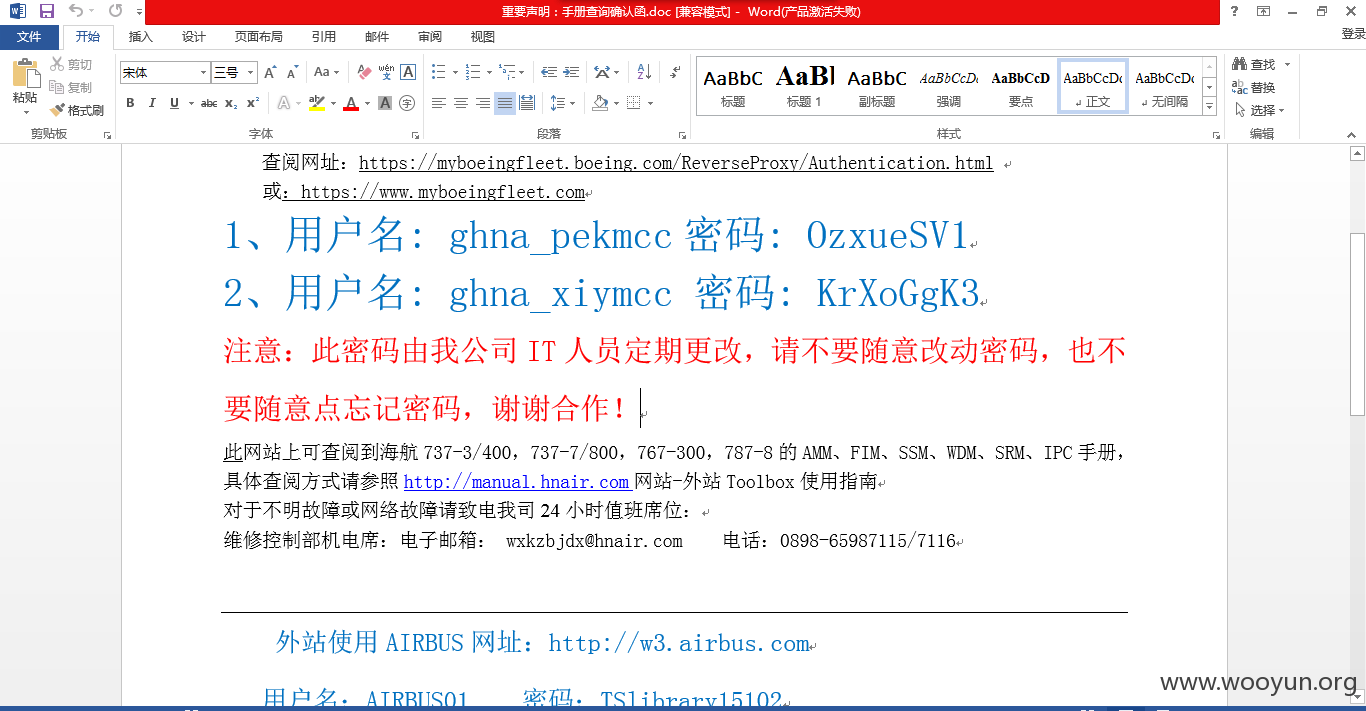 重要声明：手册查询确认函.doc [兼容模式] - Word(产品激活失败)
文件 开始 插入 设计 页面布局 引用 邮件 审阅 视图 登录
粘贴 剪切 复制 格式刷 剪贴板
宋体 三号 字体
段落
AaBbC 标题 AaBl 标题 1 AaBbC 副标题 AaBbCcDc 强调 AaBbCcD 要点 AaBbCcDc 正文 AaBbCcDc 无间隔 样式
查找 替换 选择 编辑
查阅网址：https://myboeingfleet.boeing.com/ReverseProxy/Authentication.html
或：https://www.myboeingfleet.com
1、用户名: ghna_pekmcc 密码: OzxueSV1
2、用户名: ghna_xiymcc 密码: KrXoGgK3
注意：此密码由我公司 IT 人员定期更改，请不要随意改动密码，也不
要随意点忘记密码，谢谢合作！
此网站上可查阅到海航 737-3/400，737-7/800，767-300，787-8 的 AMM、FIM、SSM、WDM、SRM、IPC 手册，
具体查阅方式请参照 http://manual.hnair.com 网站-外站 Toolbox 使用指南
对于不明故障或网络故障请致电我司 24 小时值班席位：
维修控制部机电席：电子邮箱： wxkzbjdx@hnair.com 电话：0898-65987115/7116
外站使用 AIRBUS 网址：http://w3.airbus.com
用户名：AIRBUS01 密码：TSlibrary15102
www.wooyun.org